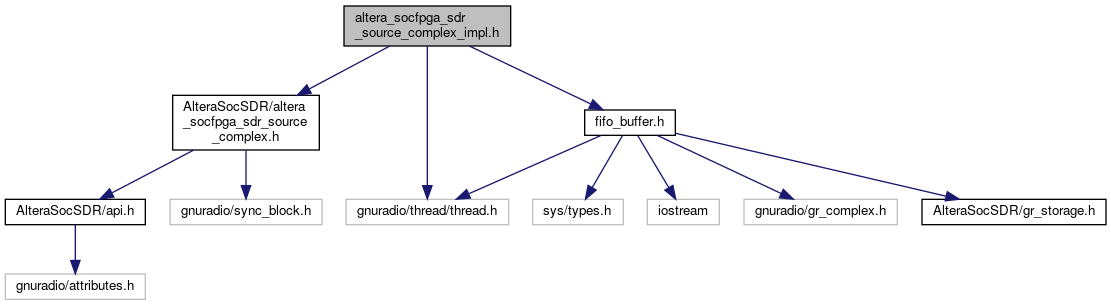 altera_socfpga_sdr
_source_complex_impl.h
AlteraSocSDR/altera
_socfpga_sdr_source
_complex.h
fifo_buffer.h
AlteraSocSDR/api.h
gnuradio/sync_block.h
gnuradio/thread/thread.h
sys/types.h
iostream
gnuradio/gr_complex.h
AlteraSocSDR/gr_storage.h
gnuradio/attributes.h